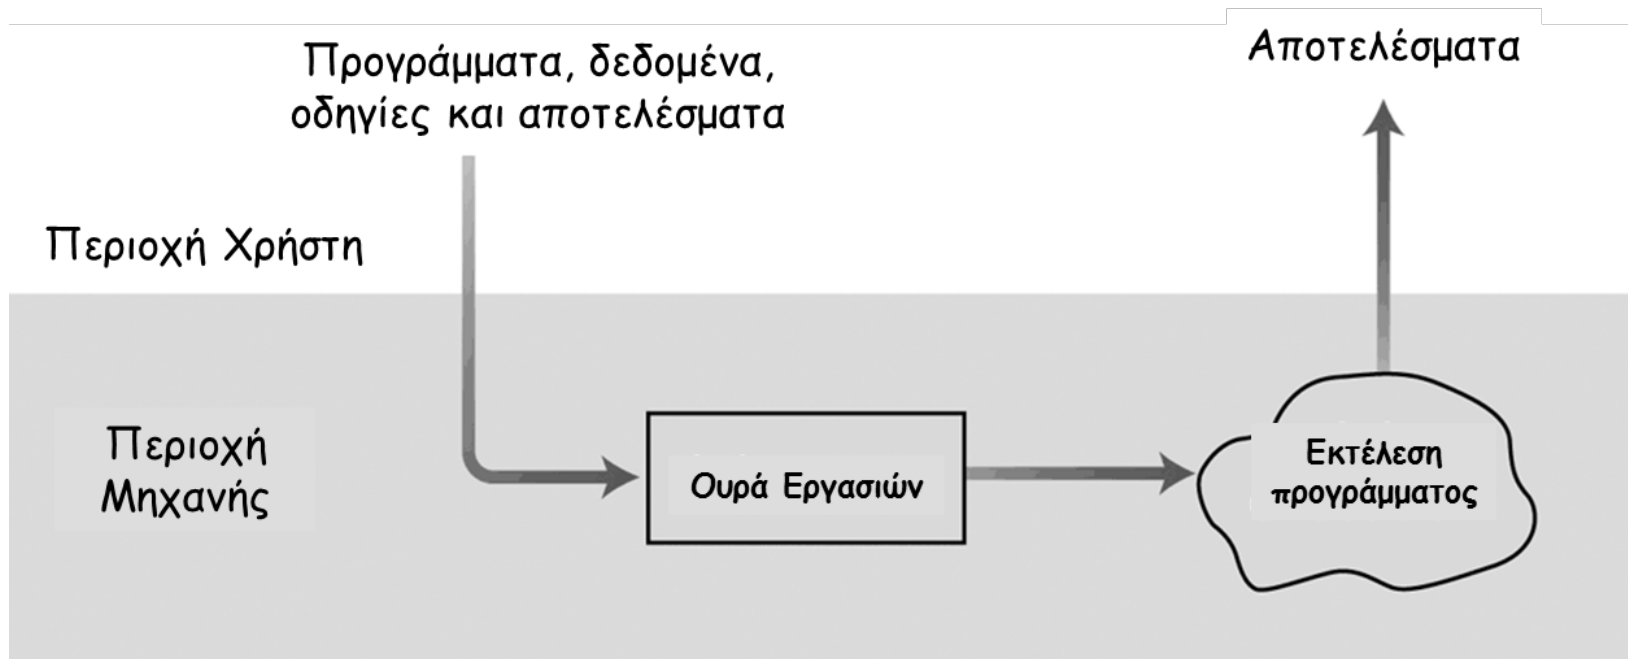 Προγράμματα, δεδομένα,
οδηγίες και αποτελέσματα
Αποτελέσματα
Περιοχή Χρήστη
Περιοχή
Μηχανής
Ουρά Εργασιών
Εκτέλεση
προγράμματος